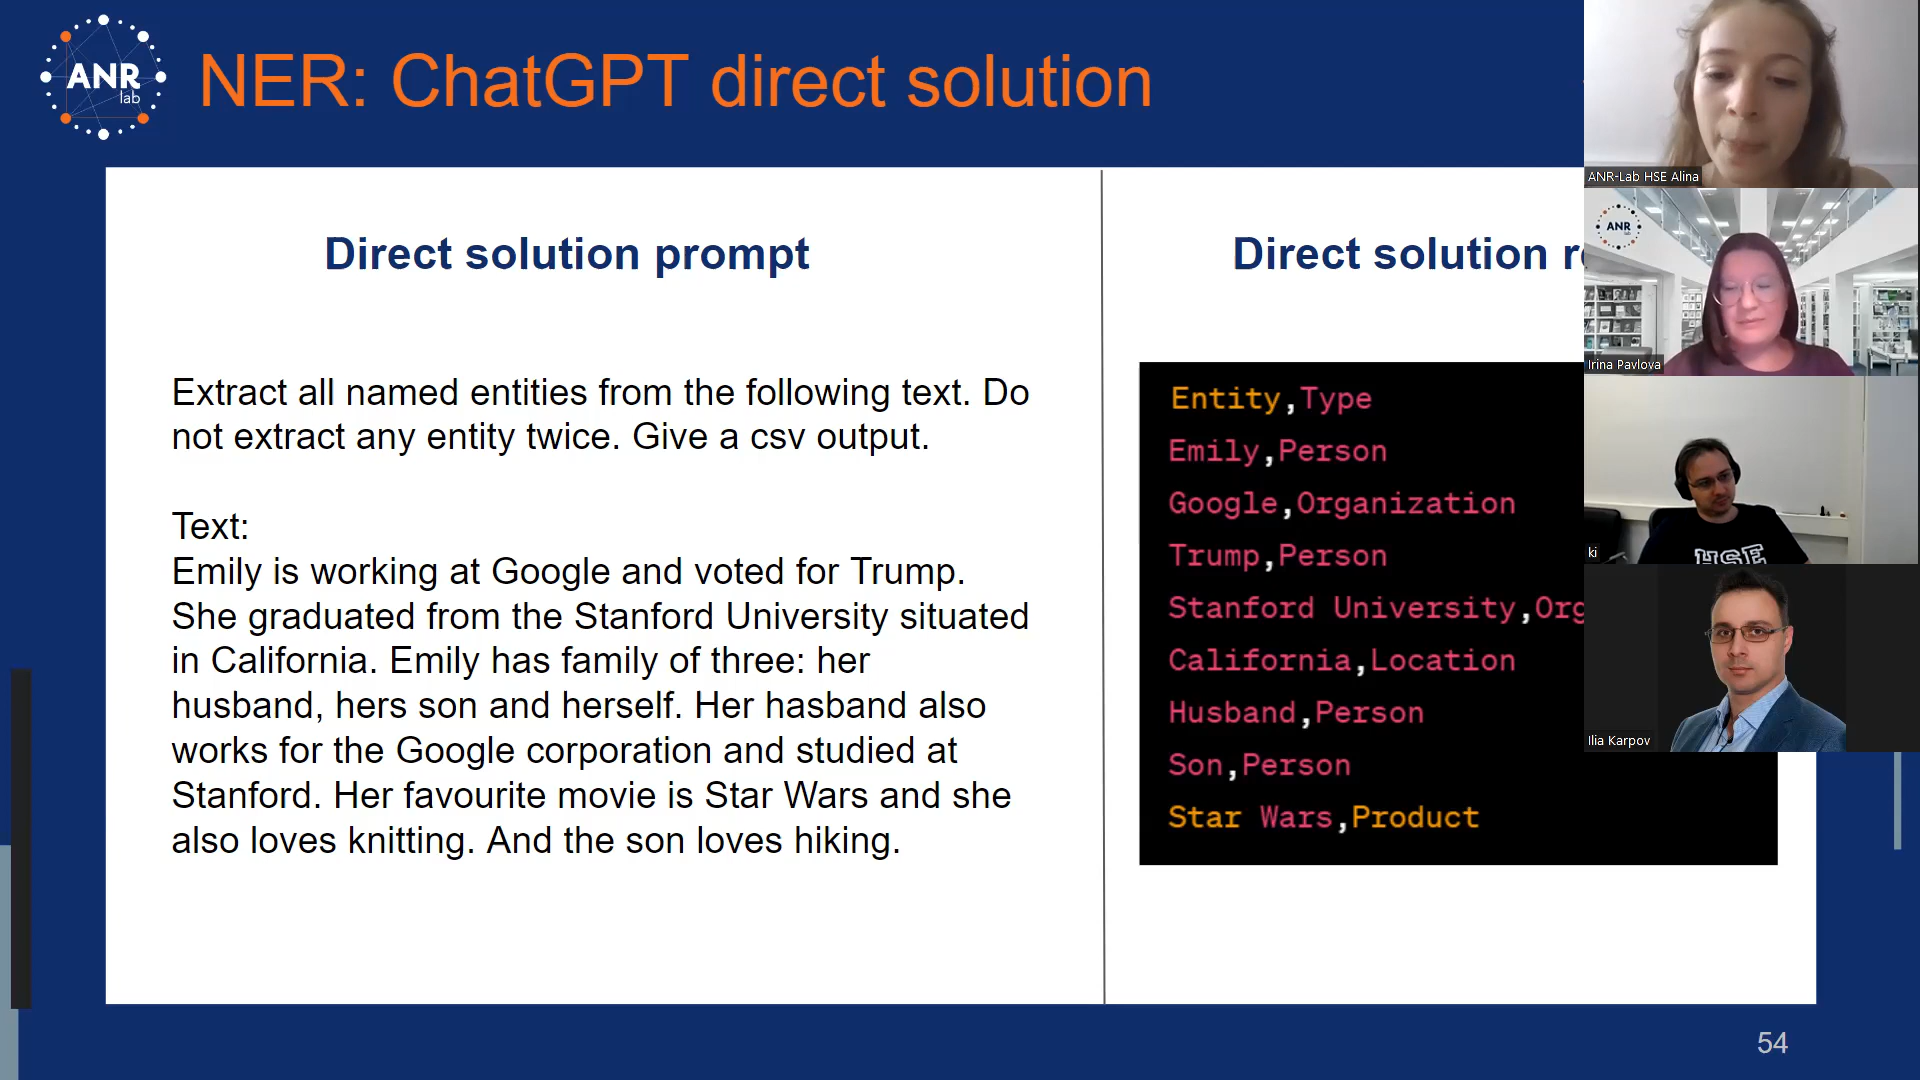 ANR
lab
NER: ChatGPT direct solution
Direct solution prompt
Extract all named entities from the following text. Do
not extract any entity twice. Give a csv output.
Text:
Emily is working at Google and voted for Trump.
She graduated from the Stanford University situated
in California. Emily has family of three: her
husband, hers son and herself. Her hasband also
works for the Google corporation and studied at
Stanford. Her favourite movie is Star Wars and she
also loves knitting. And the son loves hiking.
Direct solution
Entity,Type
Emily,Person
Google,Organization
Trump,Person
Stanford University,Org
California,Location
Husband,Person
Son,Person
Star Wars,Product
ANR-Lab HSE Alina
ANR
Irina Pavlova
HSE
ki
Ilia Karpov
54